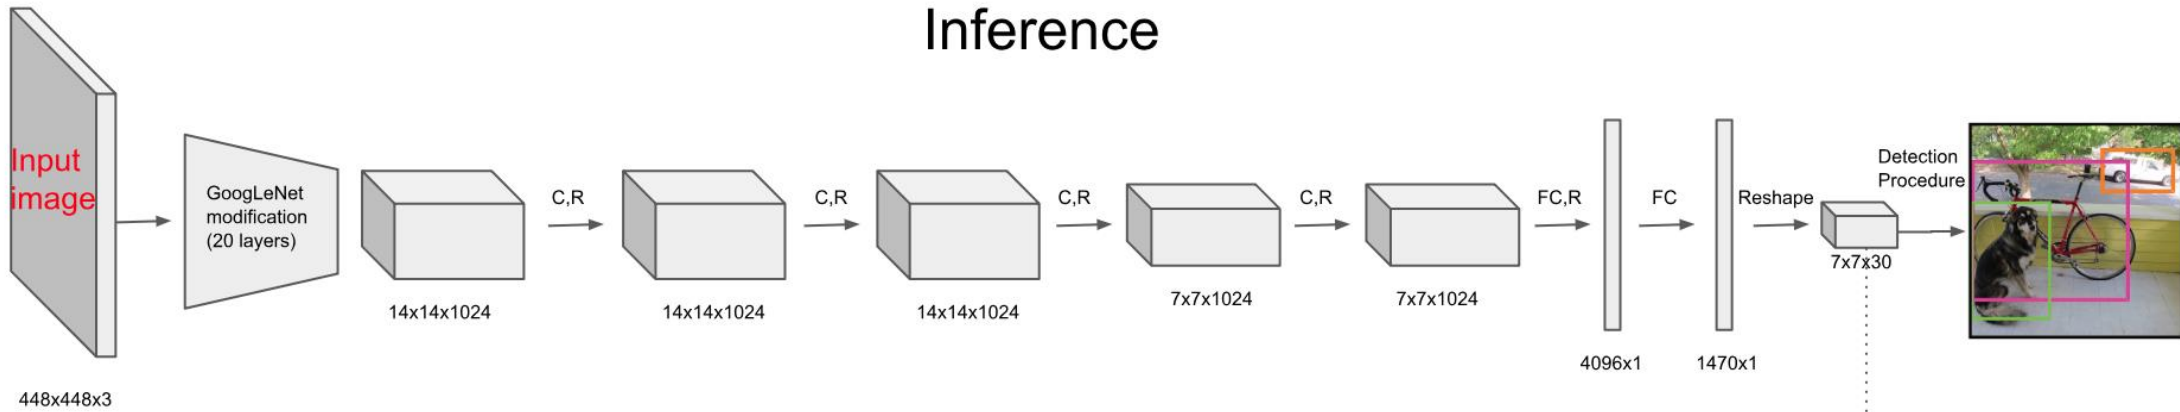 Inference
Input
image
448x448x3
GoogLeNet
modification
(20 layers)
14x14x1024
C,R
14x14x1024
C,R
14x14x1024
C,R
7x7x1024
C,R
7x7x1024
FC,R
4096x1
FC
1470x1
Reshape
7x7x30
Detection
Procedure